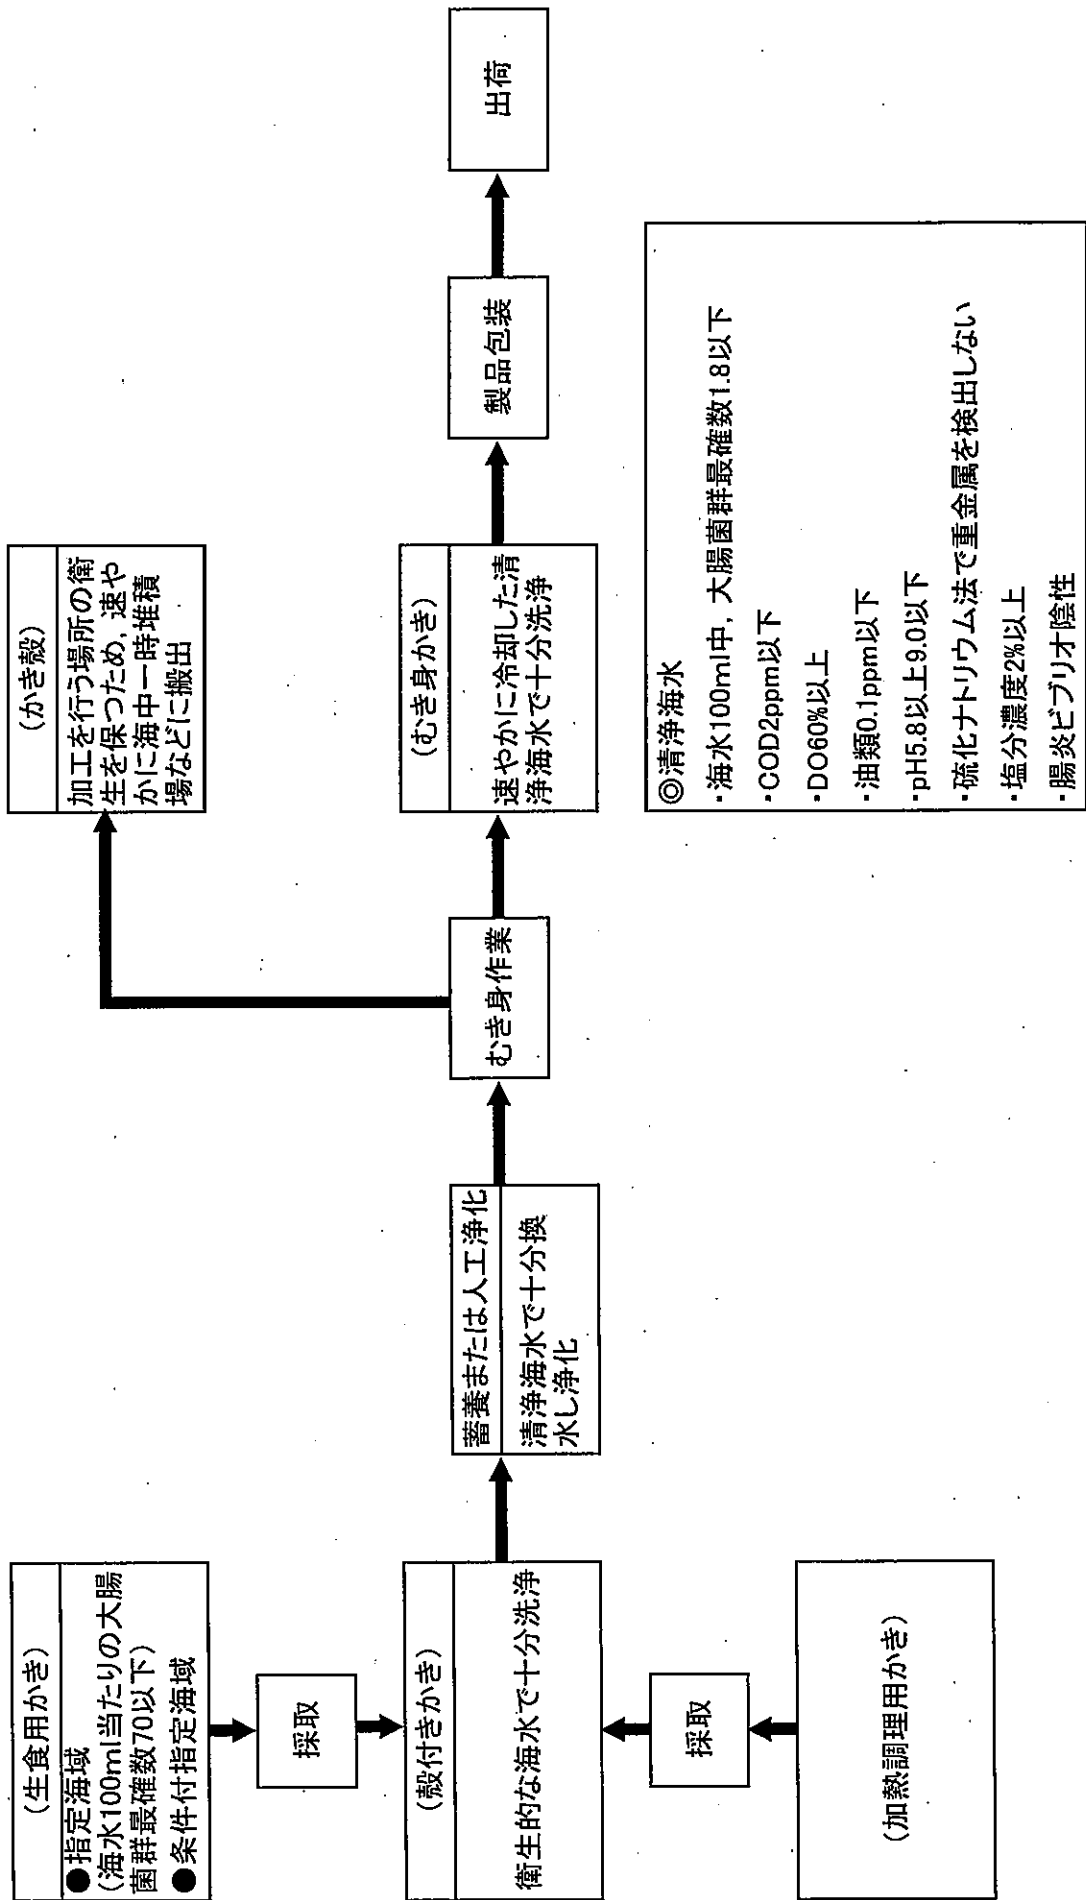 (生食用かき)
●指定海域
(海水100ml当たりの大腸
菌群最確数70以下)
●条件付指定海域
採取
(殻付きかき)
衛生的な海水で十分洗浄
採取
(加熱調理用かき)
蓄養または人工浄化
清浄海水で十分換
水し浄化
むき身作業
(かき殻)
加工を行う場所の衛
生を保つため,速や
かに海中一時堆積
場などに搬出
(むき身かき)
速やかに冷却した清
浄海水で十分洗浄
製品包装
出荷
◎清浄海水
・海水100ml中,大腸菌群最確数1.8以下
・COD2ppm以下
・DO60%以上
・油類0.1ppm以下
・pH5.8以上9.0以下
・硫化ナトリウム法で重金属を検出しない
・塩分濃度2%以上
・腸炎ビブリオ陰性